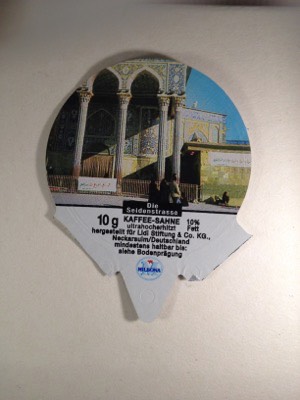 Die
Seidenstrasse
10 g KAFFEE-SAHNE 10%
ultrahocherhitzt Fett
hergestellt für Lidl Stiftung & Co. KG.,
Neckarsulm/Deutschland
mindestens haltbar bis:
siehe Bodenprägung
MILBONA